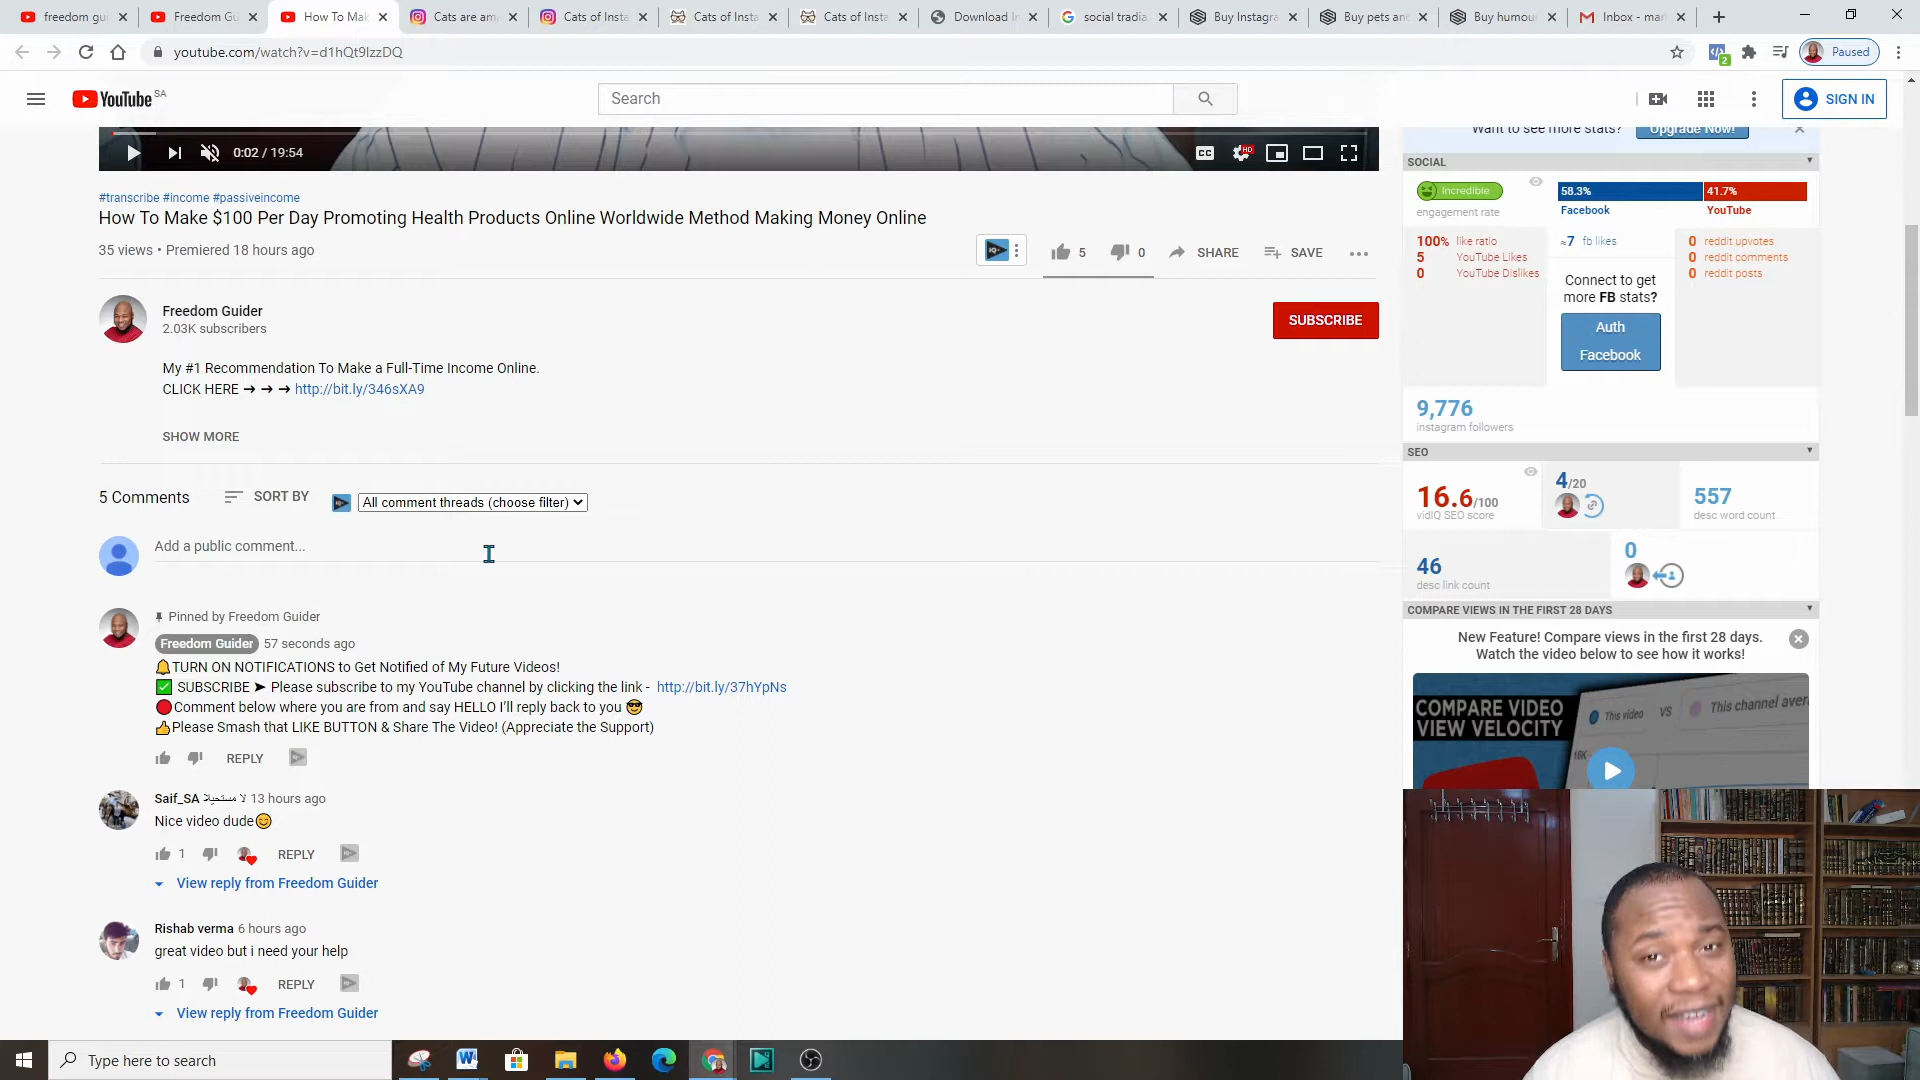 freedom gui
Freedom Gu
How To Mak
Cats are am
Cats of Insta
Cats of Insta
Cats of Insta
Download In
social tradia
Buy Instagra
Buy pets an
Buy humou
Inbox - mar
youtube.com/watch?v=d1hQt9lzzDQ
2
Paused
YouTube SA
Search
SIGN IN
0:02 / 19:54
CC
HD
Want to see more stats?
Upgrade Now!
#transcribe #income #passiveincome
How To Make $100 Per Day Promoting Health Products Online Worldwide Method Making Money Online
35 views • Premiered 18 hours ago
5
0
SHARE
SAVE
Freedom Guider
2.03K subscribers
SUBSCRIBE
My #1 Recommendation To Make a Full-Time Income Online.
CLICK HERE ➔ ➔ ➔ http://bit.ly/346sXA9
SHOW MORE
5 Comments
SORT BY
All comment threads (choose filter)
Add a public comment...
Pinned by Freedom Guider
Freedom Guider 57 seconds ago
🔔TURN ON NOTIFICATIONS to Get Notified of My Future Videos!
✅ SUBSCRIBE ➤ Please subscribe to my YouTube channel by clicking the link - http://bit.ly/37hYpNs
🔴Comment below where you are from and say HELLO I'll reply back to you 😎
👍Please Smash that LIKE BUTTON & Share The Video! (Appreciate the Support)
REPLY
Saif_SA لا مستحيلا 13 hours ago
Nice video dude😊
1
REPLY
View reply from Freedom Guider
Rishab verma 6 hours ago
great video but i need your help
1
REPLY
View reply from Freedom Guider
SOCIAL
Incredible
engagement rate
58.3%
41.7%
Facebook
YouTube
100% like ratio
5 YouTube Likes
0 YouTube Dislikes
≈7 fb likes
Connect to get
more FB stats?
Auth
Facebook
0 reddit upvotes
0 reddit comments
0 reddit posts
9,776
instagram followers
SEO
16.6/100
vidIQ SEO score
4/20
557
desc word count
46
desc link count
0
COMPARE VIEWS IN THE FIRST 28 DAYS
New Feature! Compare views in the first 28 days.
Watch the video below to see how it works!
COMPARE VIDEO
VIEW VELOCITY
This video
VS
This channel aver
Type here to search